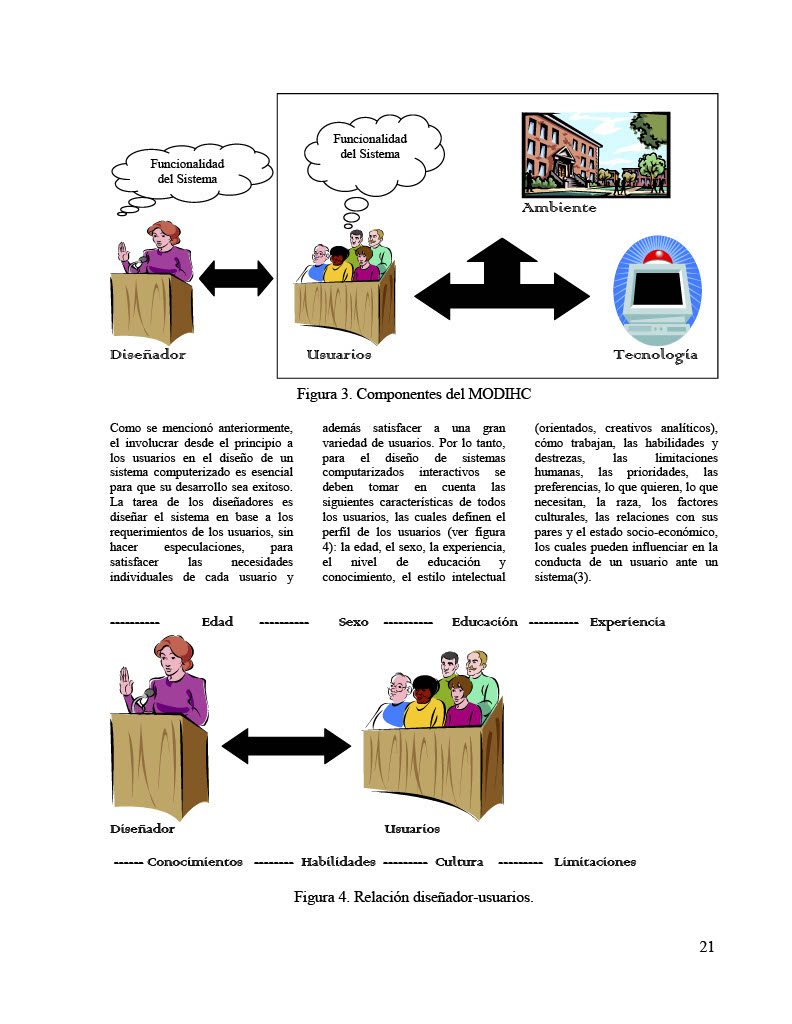 Funcionalidad
del Sistema
Funcionalidad
del Sistema
Ambiente
Diseñador
Usuarios
Tecnología
Figura 3. Componentes del MODIHC
Como se mencionó anteriormente,
el involucrar desde el principio a
los usuarios en el diseño de un
sistema computerizado es esencial
para que su desarrollo sea exitoso.
La tarea de los diseñadores es
diseñar el sistema en base a los
requerimientos de los usuarios, sin
hacer especulaciones, para
satisfacer las necesidades
individuales de cada usuario y
además satisfacer a una gran
variedad de usuarios. Por lo tanto,
para el diseño de sistemas
computarizados interactivos se
deben tomar en cuenta las
siguientes características de todos
los usuarios, las cuales definen el
perfil de los usuarios (ver figura
4): la edad, el sexo, la experiencia,
el nivel de educación y
conocimiento, el estilo intelectual
(orientados, creativos analíticos),
cómo trabajan, las habilidades y
destrezas, las limitaciones
humanas, las prioridades, las
preferencias, lo que quieren, lo que
necesitan, la raza, los factores
culturales, las relaciones con sus
pares y el estado socio-económico,
los cuales pueden influenciar en la
conducta de un usuario ante un
sistema(3).
---------- Edad ---------- Sexo ---------- Educación ---------- Experiencia
Diseñador
Usuarios
------ Conocimientos -------- Habilidades --------- Cultura --------- Limitaciones
Figura 4. Relación diseñador-usuarios.
21